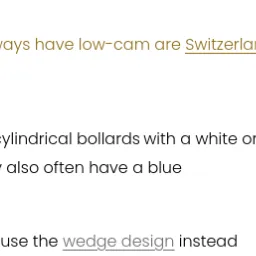 ways have low-cam are Switzerlan
cylindrical bollards with a white or
also often have a blue
use the wedge design instead